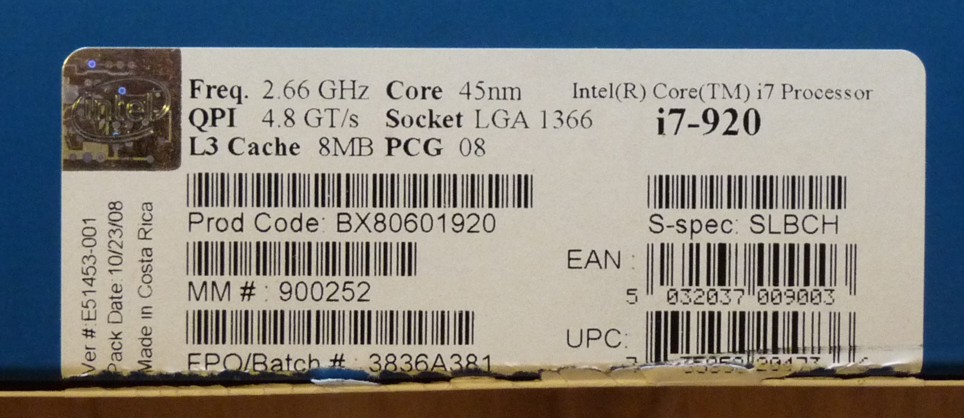 intel
Freq. 2.66 GHz Core 45nm
QPI 4.8 GT/s Socket LGA 1366
L3 Cache 8MB PCG 08
Intel(R) Core(TM) i7 Processor
i7-920
Prod Code: BX80601920
S-spec: SLBCH
MM # : 900252
EAN :
5 032037 009003
FPO/Batch # : 3836A381
UPC:
Ver #: E51453-001
Pack Date: 10/23/08
Made in Costa Rica